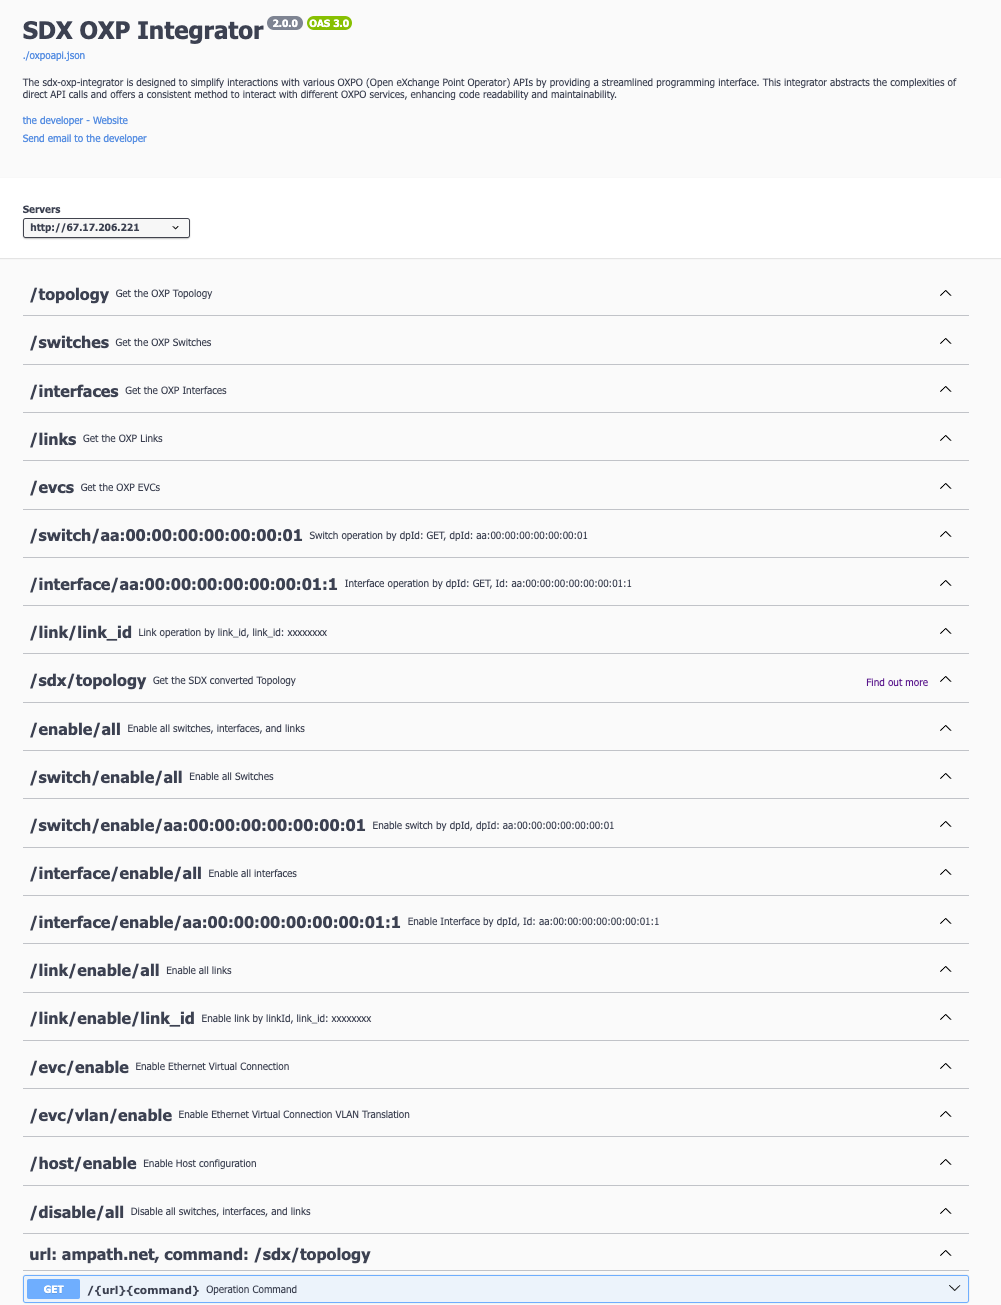 SDX OXP Integrator 2.0.0 OAS 3.0
./oxpoapi.json
The sdx-oxp-integrator is designed to simplify interactions with various OXPO (Open eXchange Point Operator) APIs by providing a streamlined programming interface. This integrator abstracts the complexities of
direct API calls and offers a consistent method to interact with different OXPO services, enhancing code readability and maintainability.
the developer - Website
Send email to the developer
Servers
http://67.17.206.221
/topology Get the OXP Topology
/switches Get the OXP Switches
/interfaces Get the OXP Interfaces
/links Get the OXP Links
/evcs Get the OXP EVCs
/switch/aa:00:00:00:00:00:00:01 Switch operation by dpId: GET, dpId: aa:00:00:00:00:00:00:01
/interface/aa:00:00:00:00:00:00:01:1 Interface operation by dpId: GET, Id: aa:00:00:00:00:00:00:01:1
/link/link_id Link operation by link_id, link_id: xxxxxxxx
/sdx/topology Get the SDX converted Topology Find out more
/enable/all Enable all switches, interfaces, and links
/switch/enable/all Enable all Switches
/switch/enable/aa:00:00:00:00:00:00:01 Enable switch by dpId, dpId: aa:00:00:00:00:00:00:01
/interface/enable/all Enable all interfaces
/interface/enable/aa:00:00:00:00:00:00:01:1 Enable Interface by dpId, Id: aa:00:00:00:00:00:00:01:1
/link/enable/all Enable all links
/link/enable/link_id Enable link by linkId, link_id: xxxxxxxx
/evc/enable Enable Ethernet Virtual Connection
/evc/vlan/enable Enable Ethernet Virtual Connection VLAN Translation
/host/enable Enable Host configuration
/disable/all Disable all switches, interfaces, and links
url: ampath.net, command: /sdx/topology
GET /{url}{command} Operation Command